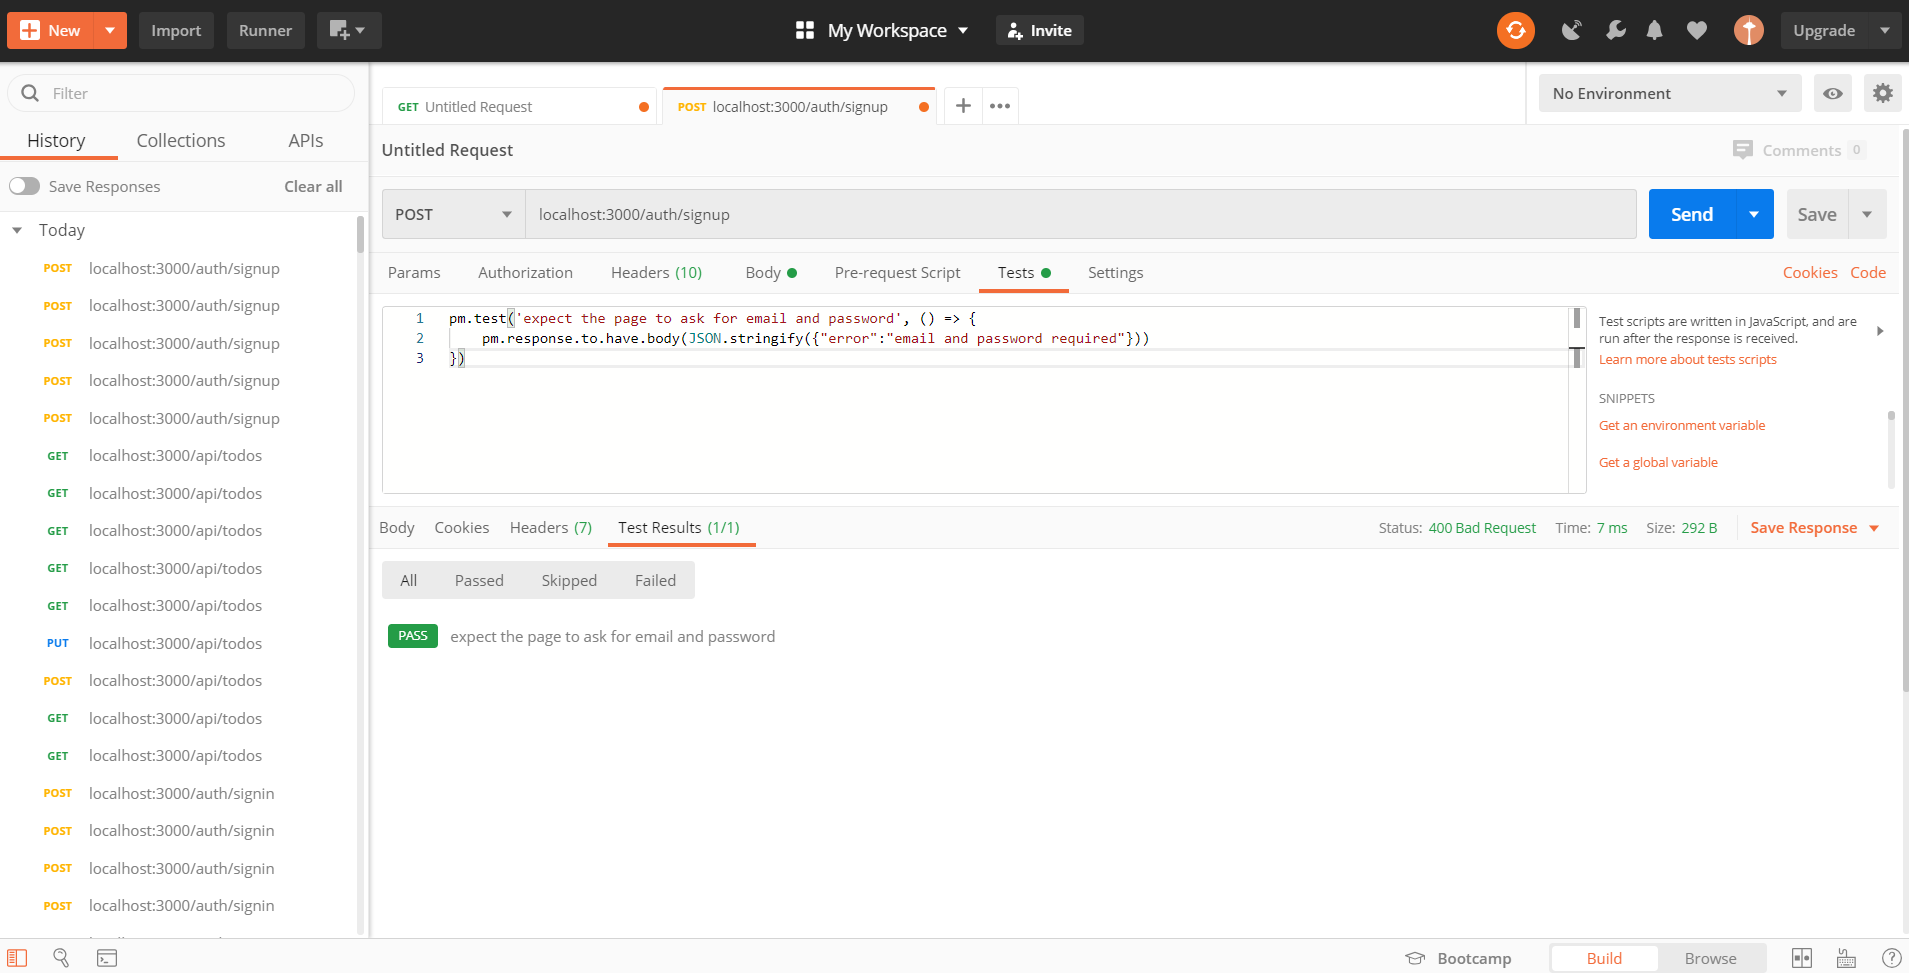 New
Import
Runner
My Workspace
Invite
Upgrade
Filter
History
Collections
APIs
Save Responses
Clear all
Today
POST localhost:3000/auth/signup
POST localhost:3000/auth/signup
POST localhost:3000/auth/signup
POST localhost:3000/auth/signup
POST localhost:3000/auth/signup
GET localhost:3000/api/todos
GET localhost:3000/api/todos
GET localhost:3000/api/todos
GET localhost:3000/api/todos
GET localhost:3000/api/todos
PUT localhost:3000/api/todos
POST localhost:3000/api/todos
GET localhost:3000/api/todos
GET localhost:3000/api/todos
POST localhost:3000/auth/signin
POST localhost:3000/auth/signin
POST localhost:3000/auth/signin
POST localhost:3000/auth/signin
GET Untitled Request
POST localhost:3000/auth/signup
No Environment
Untitled Request
Comments 0
POST
localhost:3000/auth/signup
Send
Save
Params
Authorization
Headers (10)
Body
Pre-request Script
Tests
Settings
Cookies
Code
1 pm.test('expect the page to ask for email and password', () => {
2 pm.response.to.have.body(JSON.stringify({"error":"email and password required"}))
3 })
Test scripts are written in JavaScript, and are
run after the response is received.
Learn more about tests scripts
SNIPPETS
Get an environment variable
Get a global variable
Body
Cookies
Headers (7)
Test Results (1/1)
Status: 400 Bad Request
Time: 7 ms
Size: 292 B
Save Response
All
Passed
Skipped
Failed
PASS expect the page to ask for email and password
Bootcamp
Build
Browse